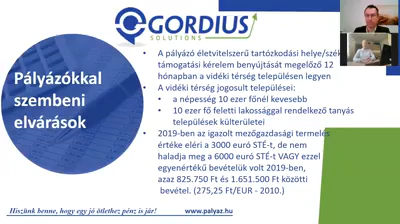 GORDIUS
SOLUTIONS
Pályázókkal
szembeni
elvárások
• A pályázó életvitelszerű tartózkodási helye/szék
támogatási kérelem benyújtását megelőző 12
hónapban a vidéki térség településen legyen
• A vidéki térség jogosult települései:
• a népesség 10 ezer főnél kevesebb
• 10 ezer fő feletti lakossággal rendelkező tanyás
települések külterületei
• 2019-ben az igazolt mezőgazdasági termelés
értéke eléri a 3000 euró STÉ-t, de nem
haladja meg a 6000 euró STÉ-t VAGY ezzel
egyenértékű bevételük volt 2019-ben,
azaz 825.750 Ft és 1.651.500 Ft közötti
bevétel. (275,25 Ft/EUR - 2010.)
Hiszünk benne, hogy egy jó ötlethez pénz is jár!
www.palyaz.hu